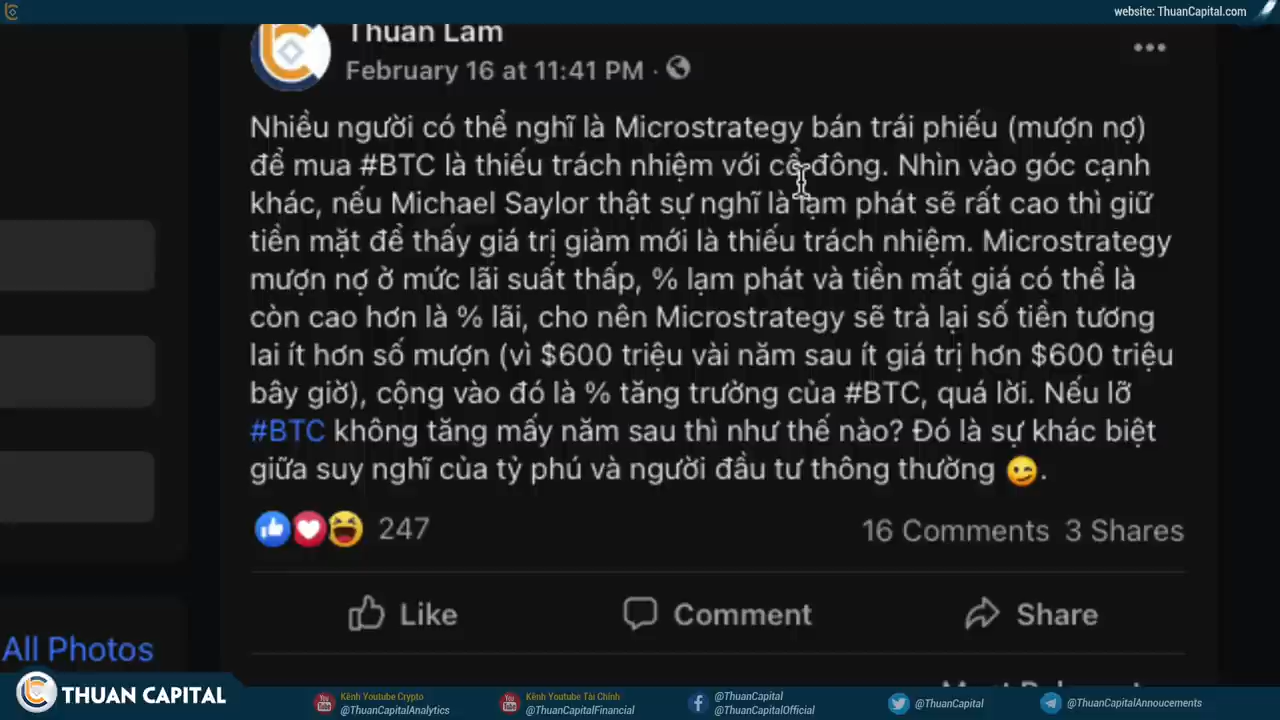 website: ThuanCapital.com
Thuan Lam
February 16 at 11:41 PM ·
Nhiều người có thể nghĩ là Microstrategy bán trái phiếu (mượn nợ)
để mua #BTC là thiếu trách nhiệm với cổ đông. Nhìn vào góc cạnh
khác, nếu Michael Saylor thật sự nghĩ là lạm phát sẽ rất cao thì giữ
tiền mặt để thấy giá trị giảm mới là thiếu trách nhiệm. Microstrategy
mượn nợ ở mức lãi suất thấp, % lạm phát và tiền mất giá có thể là
còn cao hơn là % lãi, cho nên Microstrategy sẽ trả lại số tiền tương
lai ít hơn số mượn (vì $600 triệu vài năm sau ít giá trị hơn $600 triệu
bây giờ), cộng vào đó là % tăng trưởng của #BTC, quá lời. Nếu lỡ
#BTC không tăng mấy năm sau thì như thế nào? Đó là sự khác biệt
giữa suy nghĩ của tỷ phú và người đầu tư thông thường 😉.
247
16 Comments 3 Shares
Like Comment Share
All Photos
THUAN CAPITAL
Kênh Youtube Crypto
@ThuanCapitalAnalytics
Kênh Youtube Tài Chính
@ThuanCapitalFinancial
@ThuanCapital
@ThuanCapitalOfficial
@ThuanCapital
@ThuanCapitalAnnoucements